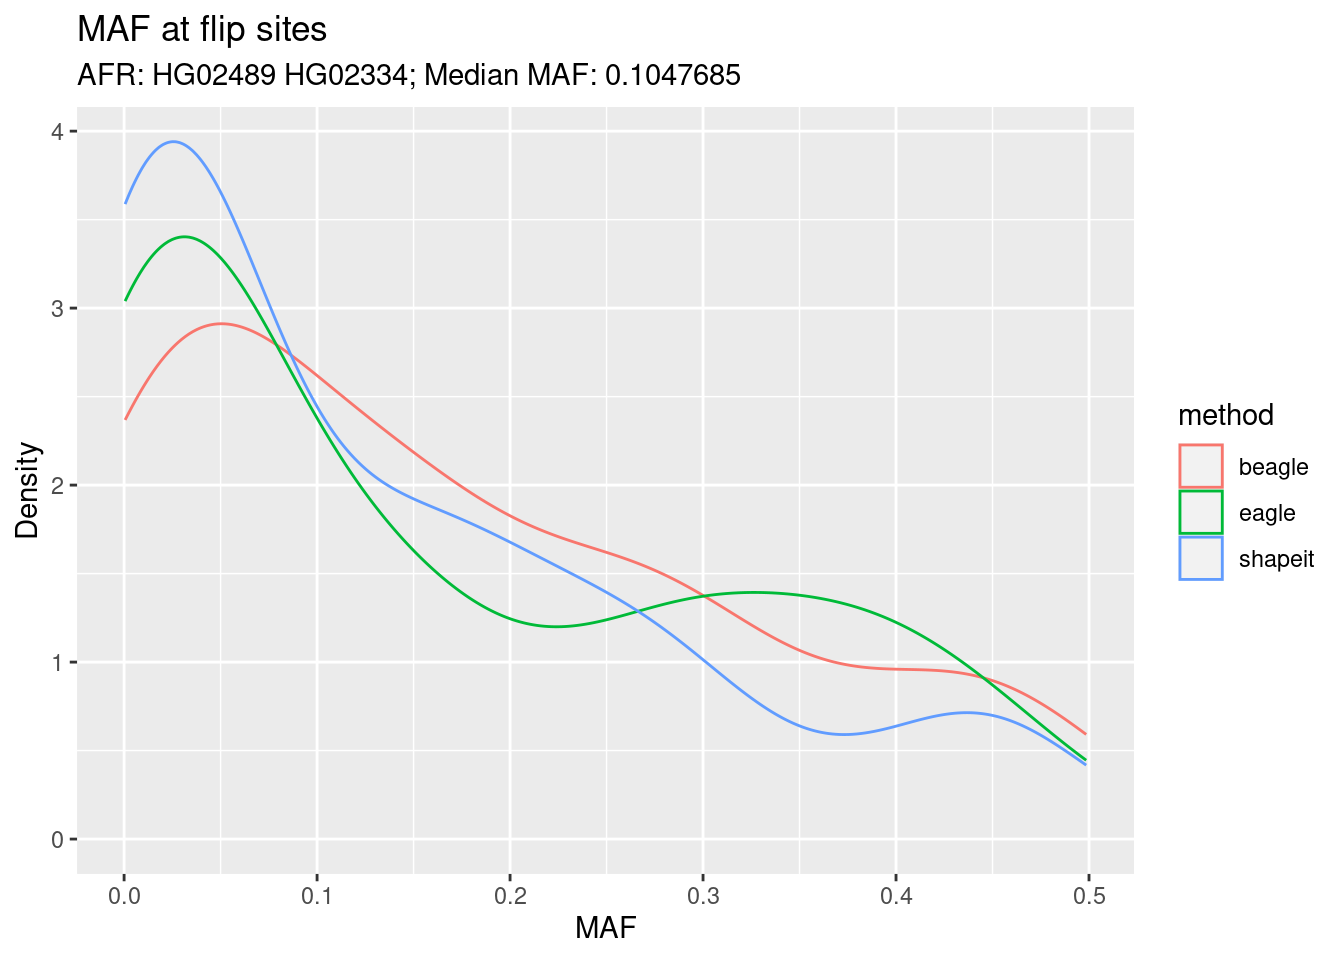 MAF at flip sites
AFR: HG02489 HG02334; Median MAF: 0.1047685
4
3
2
1
0
Density
0.0 0.1 0.2 0.3 0.4 0.5
MAF
method
beagle
eagle
shapeit